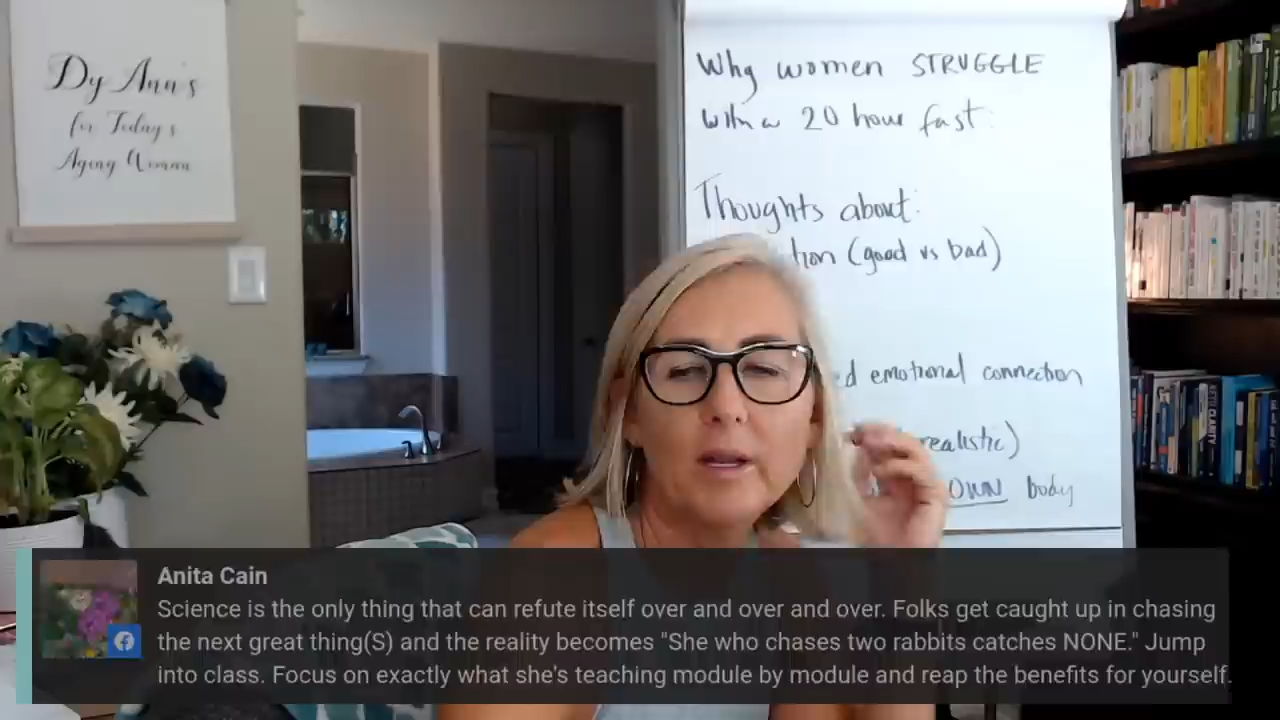 Dy Ann's
for Today's
Aging Woman
Why women STRUGGLE
with a 20 hour fast:
Thoughts about:
(good vs bad)
emotional connection
realistic)
OWN body
KETO CLARITY
Anita Cain
Science is the only thing that can refute itself over and over and over. Folks get caught up in chasing
the next great thing(S) and the reality becomes "She who chases two rabbits catches NONE." Jump
into class. Focus on exactly what she's teaching module by module and reap the benefits for yourself.